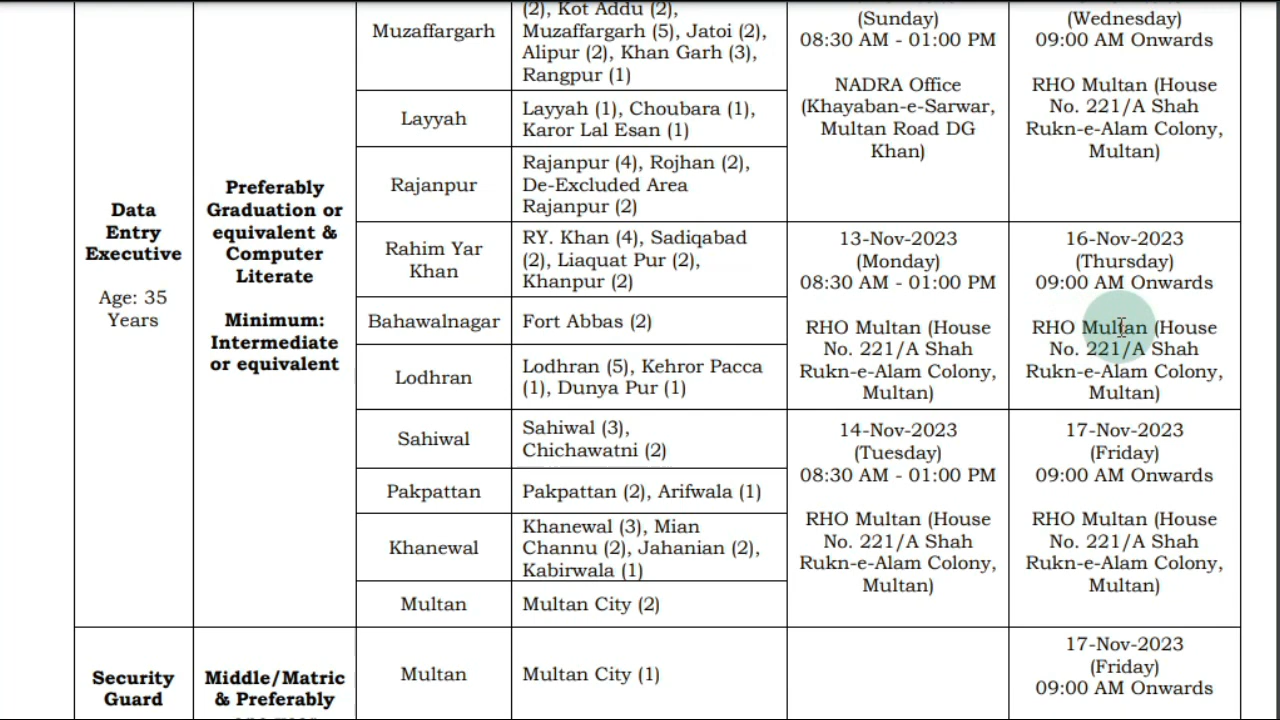 Data
Entry
Executive
Age: 35
Years
Preferably
Graduation or
equivalent &
Computer
Literate
Minimum:
Intermediate
or equivalent
Muzaffargarh
(2), Kot Addu (2),
Muzaffargarh (5), Jatoi (2),
Alipur (2), Khan Garh (3),
Rangpur (1)
(Sunday)
08:30 AM - 01:00 PM
NADRA Office
(Khayaban-e-Sarwar,
Multan Road DG
Khan)
(Wednesday)
09:00 AM Onwards
RHO Multan (House
No. 221/A Shah
Rukn-e-Alam Colony,
Multan)
Layyah
Layyah (1), Choubara (1),
Karor Lal Esan (1)
Rajanpur
Rajanpur (4), Rojhan (2),
De-Excluded Area
Rajanpur (2)
Rahim Yar
Khan
RY. Khan (4), Sadiqabad
(2), Liaquat Pur (2),
Khanpur (2)
13-Nov-2023
(Monday)
08:30 AM - 01:00 PM
RHO Multan (House
No. 221/A Shah
Rukn-e-Alam Colony,
Multan)
16-Nov-2023
(Thursday)
09:00 AM Onwards
RHO Multan (House
No. 221/A Shah
Rukn-e-Alam Colony,
Multan)
Bahawalnagar
Fort Abbas (2)
Lodhran
Lodhran (5), Kehror Pacca
(1), Dunya Pur (1)
Sahiwal
Sahiwal (3),
Chichawatni (2)
14-Nov-2023
(Tuesday)
08:30 AM - 01:00 PM
RHO Multan (House
No. 221/A Shah
Rukn-e-Alam Colony,
Multan)
17-Nov-2023
(Friday)
09:00 AM Onwards
RHO Multan (House
No. 221/A Shah
Rukn-e-Alam Colony,
Multan)
Pakpattan
Pakpattan (2), Arifwala (1)
Khanewal
Khanewal (3), Mian
Channu (2), Jahanian (2),
Kabirwala (1)
Multan
Multan City (2)
Security
Guard
Middle/Matric
& Preferably
Multan
Multan City (1)
17-Nov-2023
(Friday)
09:00 AM Onwards